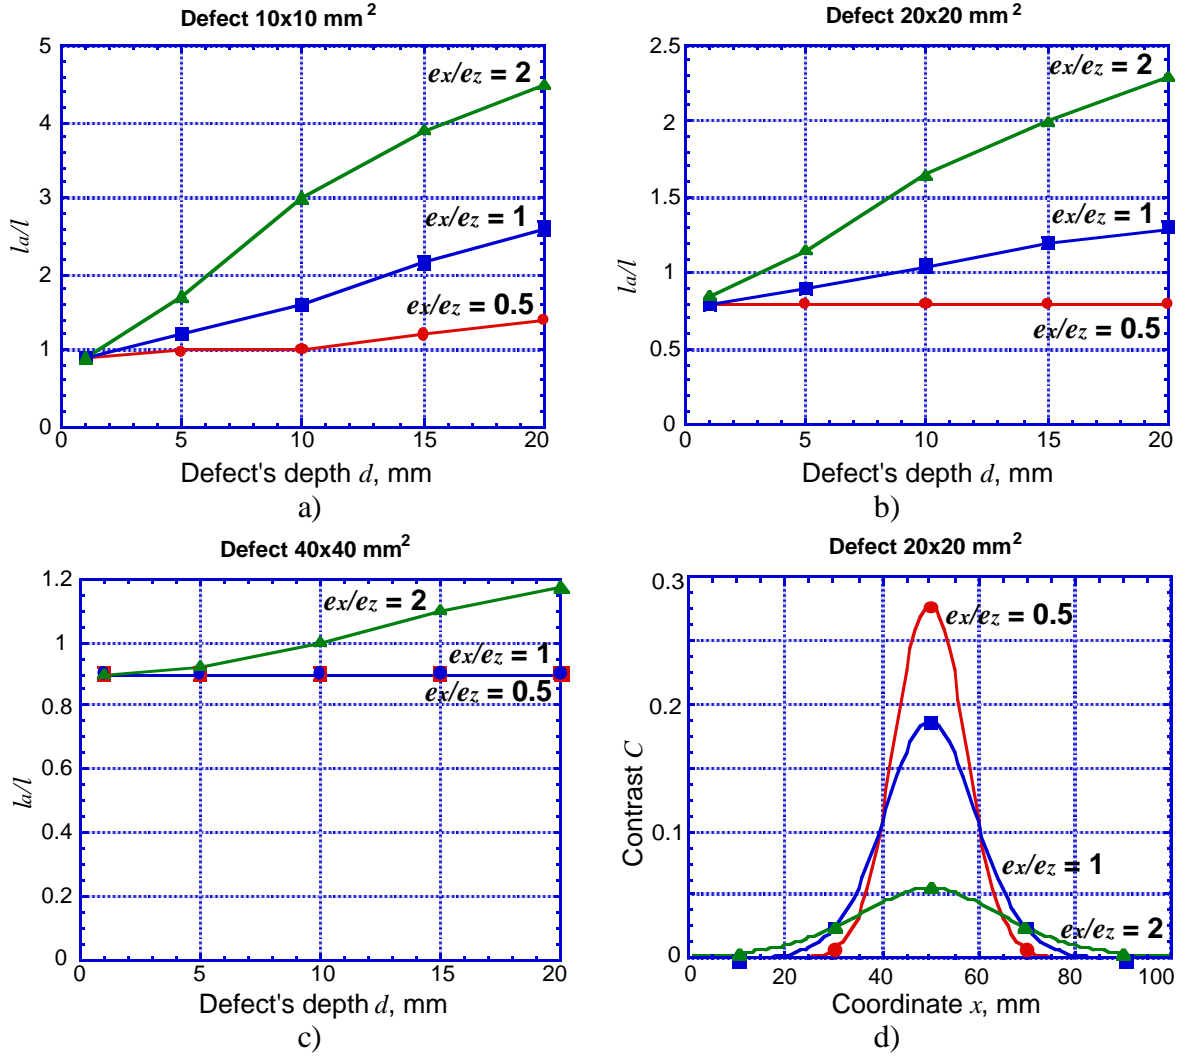 Defect 10x10 mm²
5
4
3
2
1
0
la/l
ex/ez = 2
ex/ez = 1
ex/ez = 0.5
0 5 10 15 20
Defect's depth d, mm
a)
Defect 20x20 mm²
2.5
2
1.5
1
0.5
0
la/l
ex/ez = 2
ex/ez = 1
ex/ez = 0.5
0 5 10 15 20
Defect's depth d, mm
b)
Defect 40x40 mm²
1.2
1
0.8
0.6
0.4
0.2
0
la/l
ex/ez = 2
ex/ez = 1
ex/ez = 0.5
0 5 10 15 20
Defect's depth d, mm
c)
Defect 20x20 mm²
0.3
0.2
0.1
0
Contrast C
ex/ez = 0.5
ex/ez = 1
ex/ez = 2
0 20 40 60 80 100
Coordinate x, mm
d)